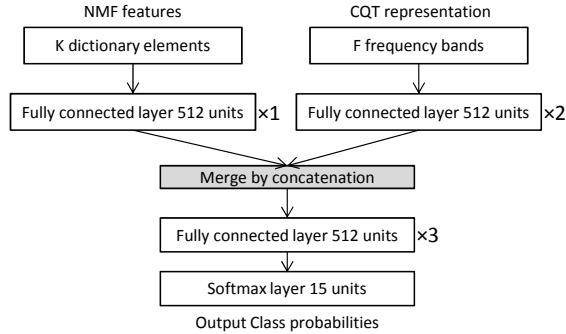 NMF features
CQT representation
K dictionary elements
F frequency bands
Fully connected layer 512 units ×1
Fully connected layer 512 units ×2
Merge by concatenation
Fully connected layer 512 units ×3
Softmax layer 15 units
Output Class probabilities